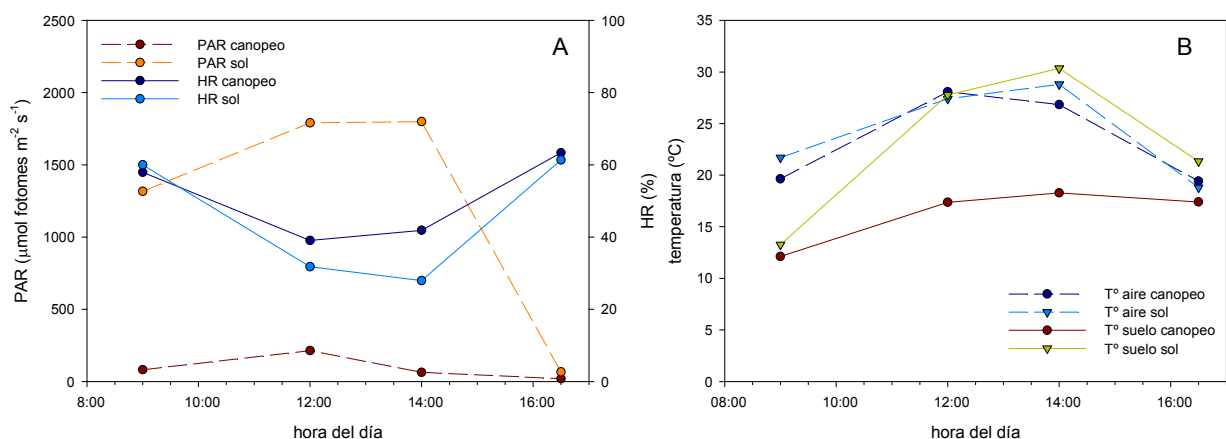 A
PAR canopeo
PAR sol
HR canopeo
HR sol
PAR (µmol fotomes m-2 s-1)
2500
2000
1500
1000
500
0
100
80
60
40
20
0
HR (%)
8:00
10:00
12:00
14:00
16:00
hora del día
B
temperatura (ºC)
35
30
25
20
15
10
5
0
Tº aire canopeo
Tº aire sol
Tº suelo canopeo
Tº suelo sol
08:00
10:00
12:00
14:00
16:00
hora del día